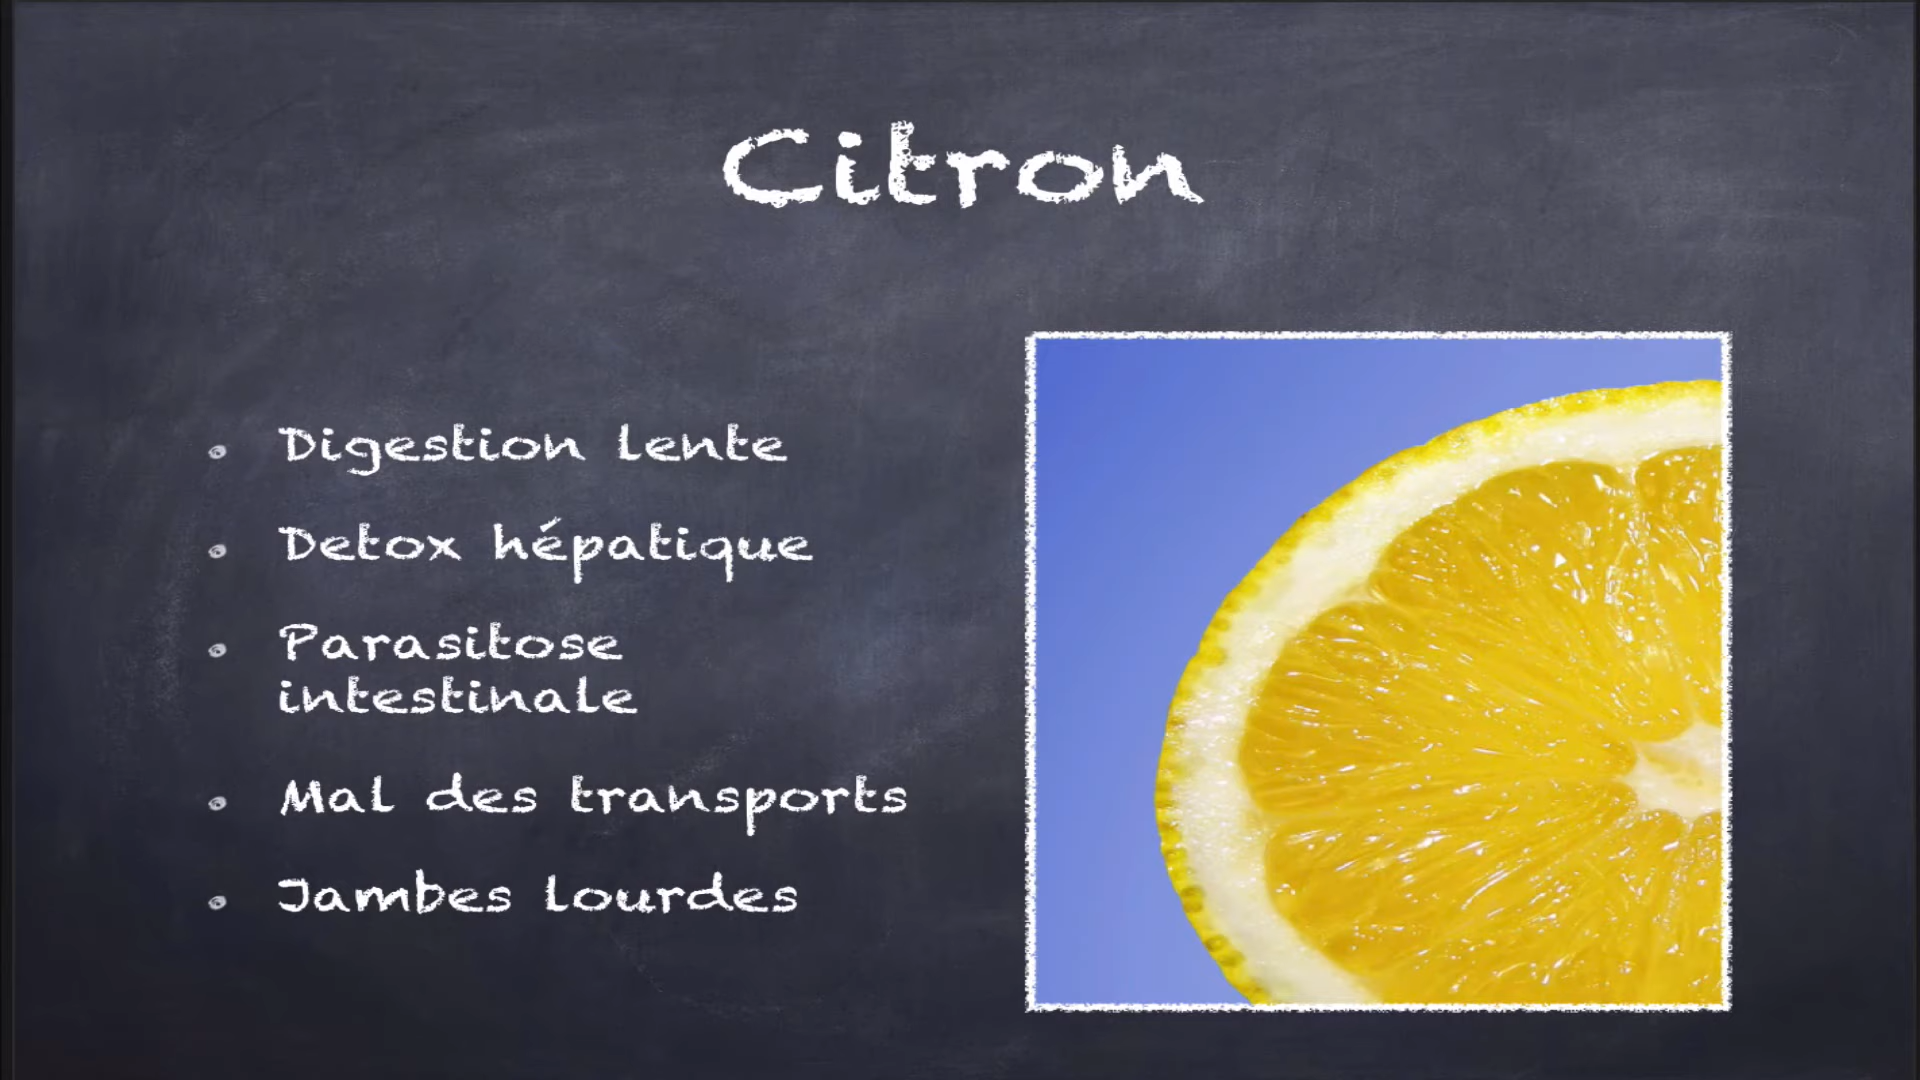 Citron
Digestion lente
Detox hépatique
Parasitose
intestinale
Mal des transports
Jambes lourdes